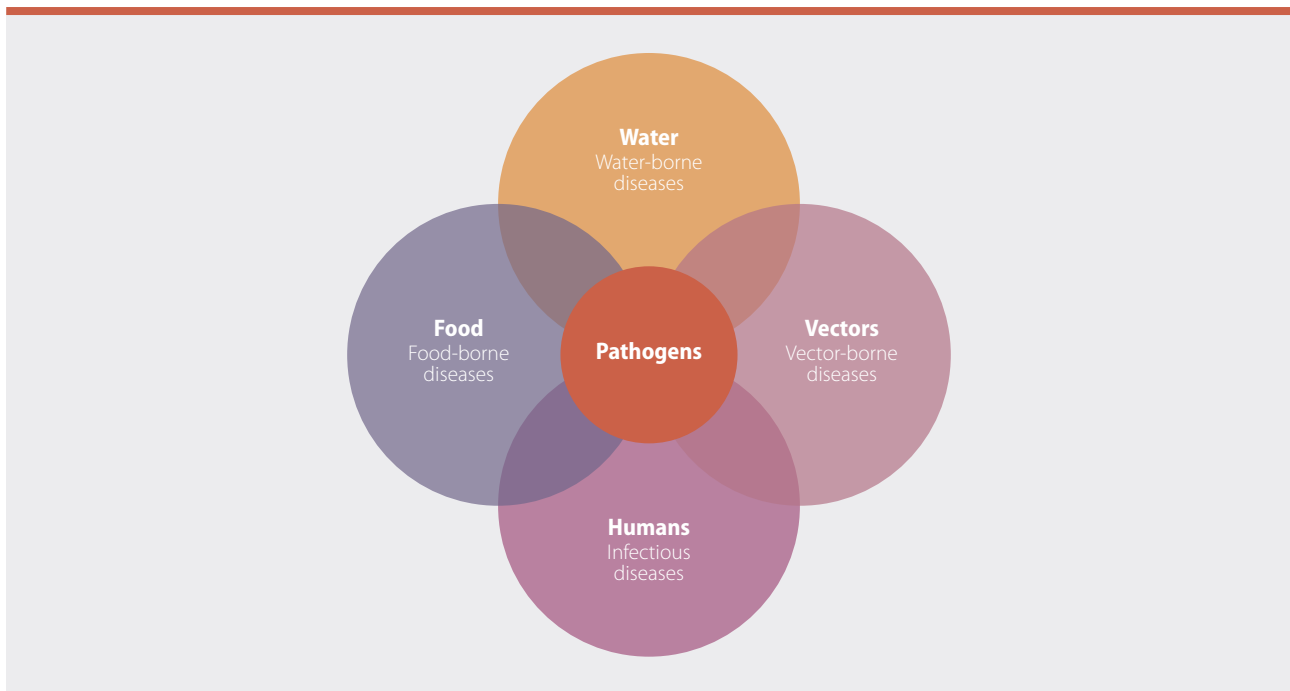 Water
Water-borne
diseases
Food
Food-borne
diseases
Pathogens
Vectors
Vector-borne
diseases
Humans
Infectious
diseases